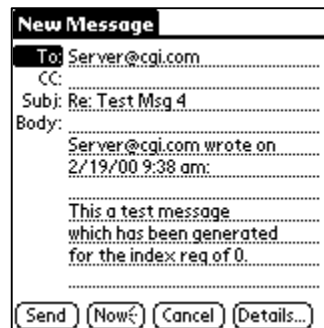 New Message
To: Server@cgi.com
CC:
Subj: Re: Test Msg 4
Body:
Server@cgi.com wrote on
2/19/00 9:38 am:
This a test message
which has been generated
for the index req of 0.
Send Now Cancel Details...